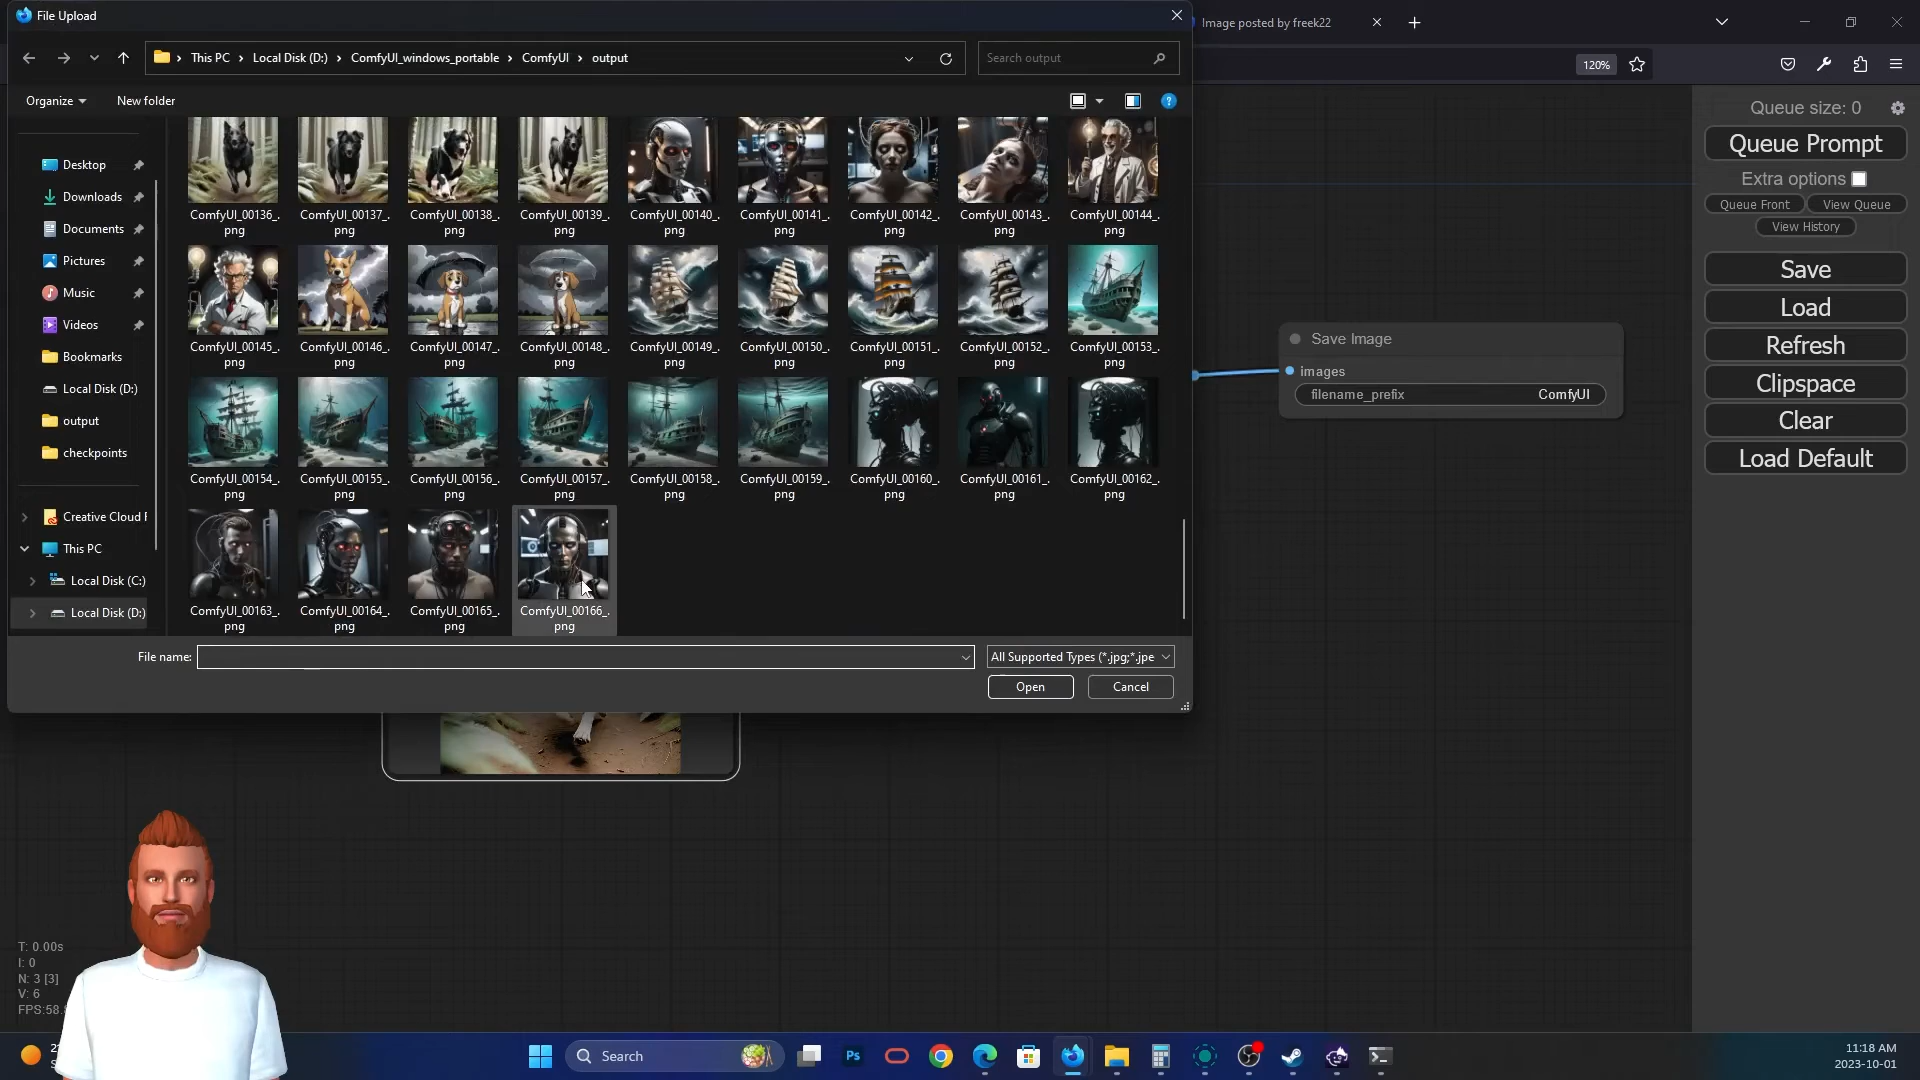 File Upload
Image posted by freek22
This PC
Local Disk (D:)
ComfyUI_windows_portable
ComfyUI
output
Search output
120%
Organize
New folder
Desktop
Downloads
Documents
Pictures
Music
Videos
Bookmarks
Local Disk (D:)
output
checkpoints
Creative Cloud F
This PC
Local Disk (C:)
Local Disk (D:)
ComfyUI_00136_.png
ComfyUI_00137_.png
ComfyUI_00138_.png
ComfyUI_00139_.png
ComfyUI_00140_.png
ComfyUI_00141_.png
ComfyUI_00142_.png
ComfyUI_00143_.png
ComfyUI_00144_.png
ComfyUI_00145_.png
ComfyUI_00146_.png
ComfyUI_00147_.png
ComfyUI_00148_.png
ComfyUI_00149_.png
ComfyUI_00150_.png
ComfyUI_00151_.png
ComfyUI_00152_.png
ComfyUI_00153_.png
ComfyUI_00154_.png
ComfyUI_00155_.png
ComfyUI_00156_.png
ComfyUI_00157_.png
ComfyUI_00158_.png
ComfyUI_00159_.png
ComfyUI_00160_.png
ComfyUI_00161_.png
ComfyUI_00162_.png
ComfyUI_00163_.png
ComfyUI_00164_.png
ComfyUI_00165_.png
ComfyUI_00166_.png
File name:
All Supported Types (*.jpg;*.jpe
Open
Cancel
Save Image
images
filename_prefix ComfyUI
Queue size: 0
Queue Prompt
Extra options
Queue Front
View Queue
View History
Save
Load
Refresh
Clipspace
Clear
Load Default
T: 0.00s
I: 0
N: 3 [3]
V: 6
FPS:58.
Search
Ps
11:18 AM
2023-10-01